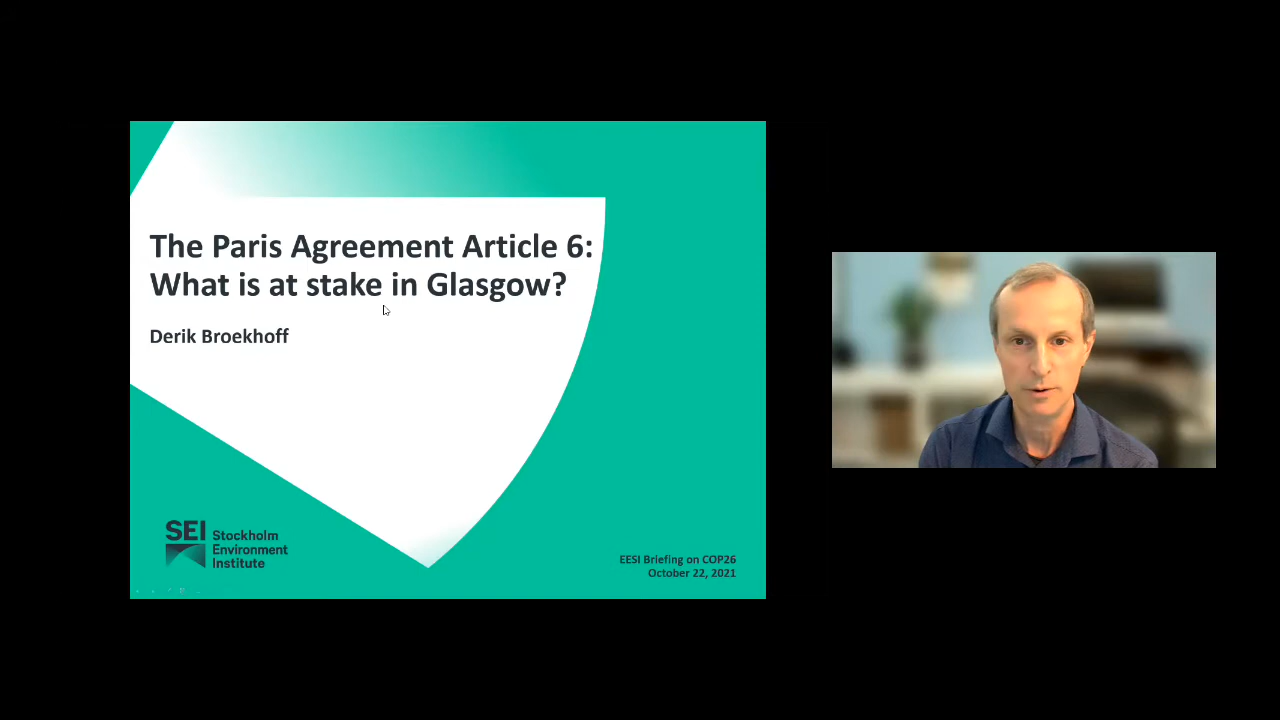 The Paris Agreement Article 6:
What is at stake in Glasgow?
Derik Broekhoff
SEI Stockholm
Environment
Institute
EESI Briefing on COP26
October 22, 2021